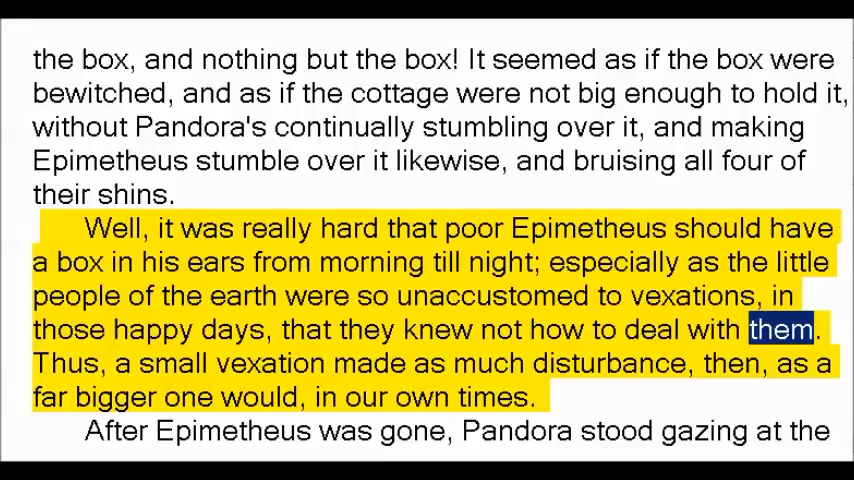 the box, and nothing but the box! It seemed as if the box were
bewitched, and as if the cottage were not big enough to hold it,
without Pandora's continually stumbling over it, and making
Epimetheus stumble over it likewise, and bruising all four of
their shins.
Well, it was really hard that poor Epimetheus should have
a box in his ears from morning till night; especially as the little
people of the earth were so unaccustomed to vexations, in
those happy days, that they knew not how to deal with them.
Thus, a small vexation made as much disturbance, then, as a
far bigger one would, in our own times.
After Epimetheus was gone, Pandora stood gazing at the